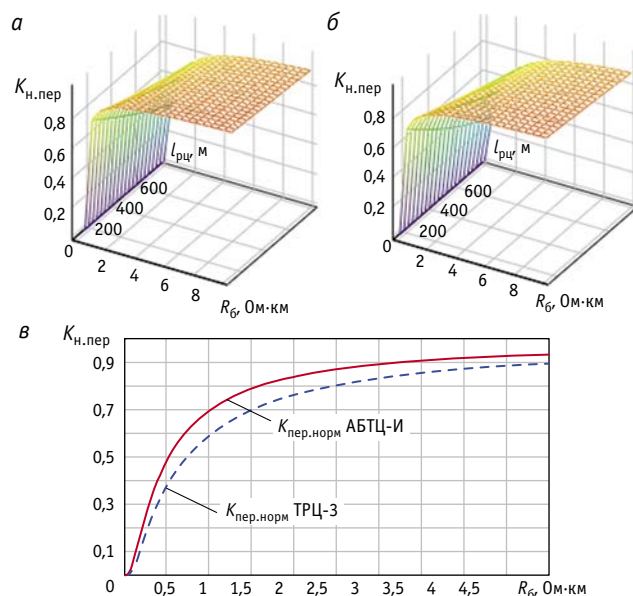 а
Kн.пер
0,8
0,6
0,4
0,2
0
lрц, м
600
400
200
2
4
6
8
Rб, Ом·км
б
Kн.пер
0,8
0,6
0,4
0,2
0
lрц, м
600
400
200
2
4
6
8
Rб, Ом·км
в
Kн.пер
0,9
0,7
0,5
0,3
0,1
0
Kпер.норм АБТЦ-И
Kпер.норм ТРЦ-3
0,5 1 1,5 2 2,5 3 3,5 4 4,5 Rб, Ом·км